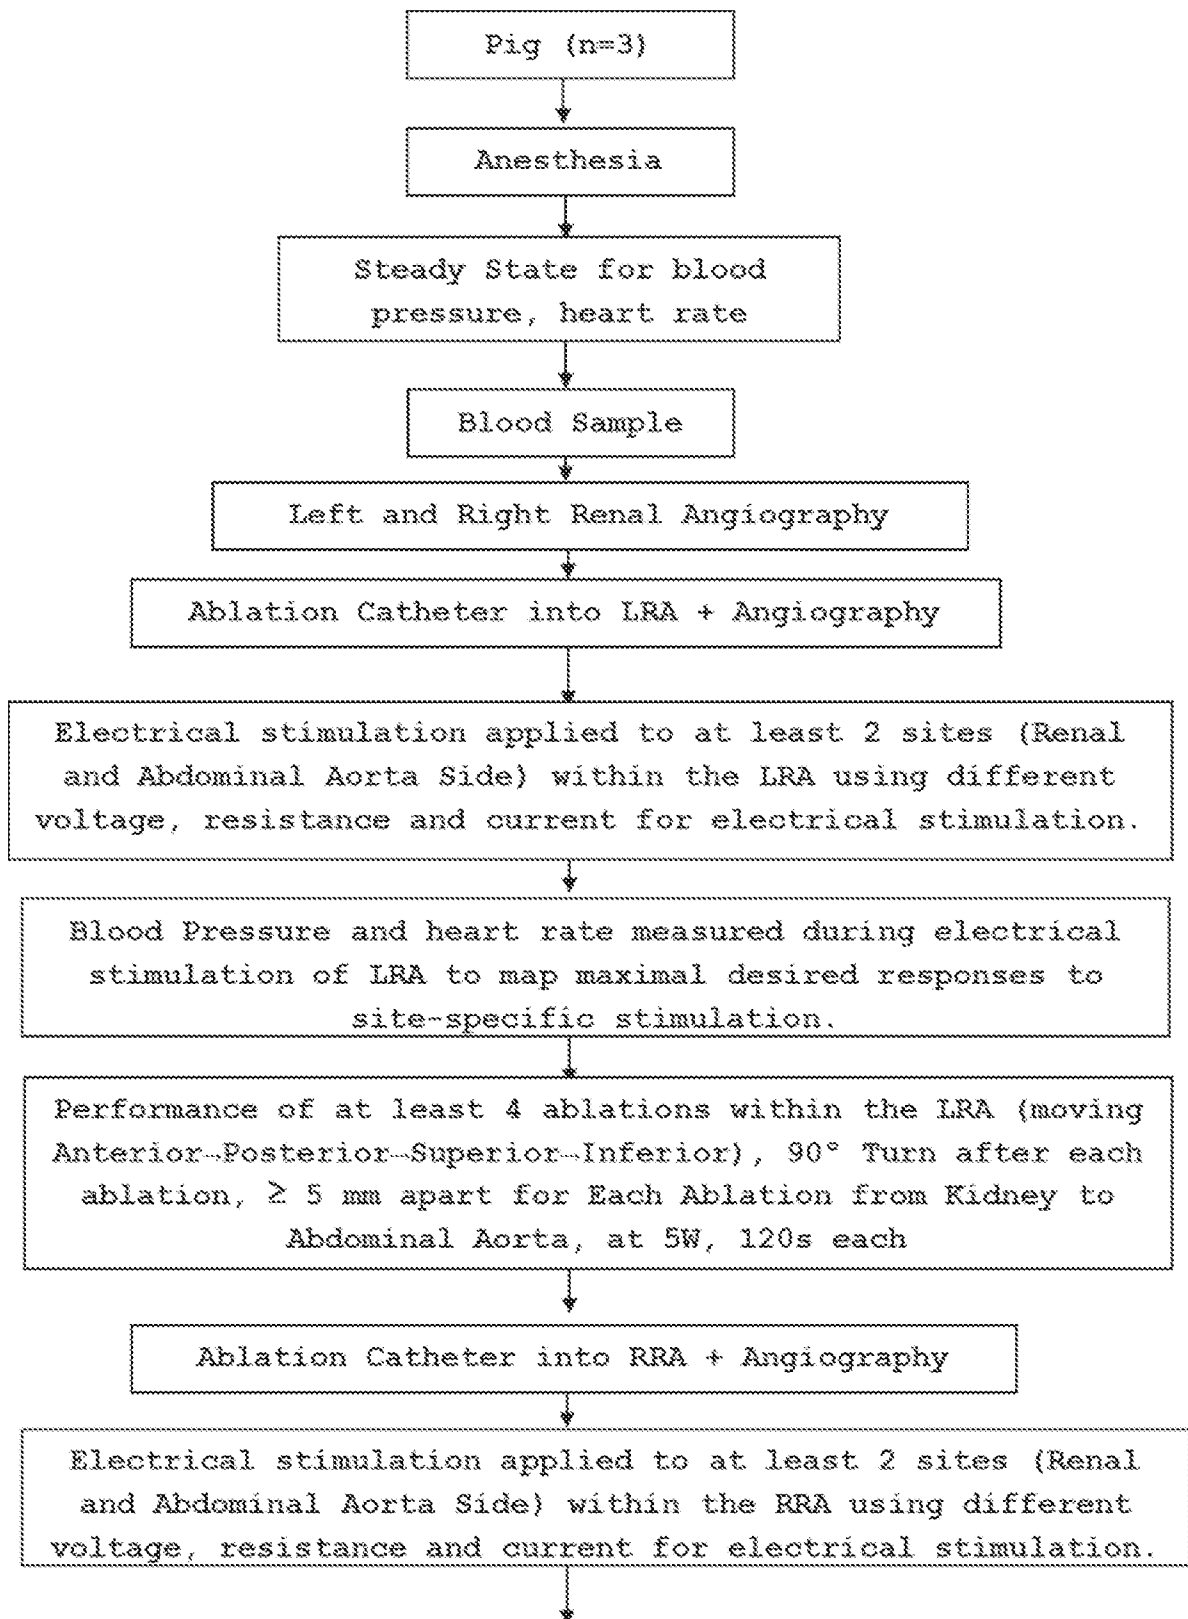 Pig (n=3)
Anesthesia
Steady State for blood
pressure, heart rate
Blood Sample
Left and Right Renal Angiography
Ablation Catheter into LRA + Angiography
Electrical stimulation applied to at least 2 sites (Renal
and Abdominal Aorta Side) within the LRA using different
voltage, resistance and current for electrical stimulation.
Blood Pressure and heart rate measured during electrical
stimulation of LRA to map maximal desired responses to
site-specific stimulation.
Performance of at least 4 ablations within the LRA (moving
Anterior→Posterior→Superior→Inferior), 90° Turn after each
ablation, ≥ 5 mm apart for Each Ablation from Kidney to
Abdominal Aorta, at 5W, 120s each
Ablation Catheter into RRA + Angiography
Electrical stimulation applied to at least 2 sites (Renal
and Abdominal Aorta Side) within the RRA using different
voltage, resistance and current for electrical stimulation.